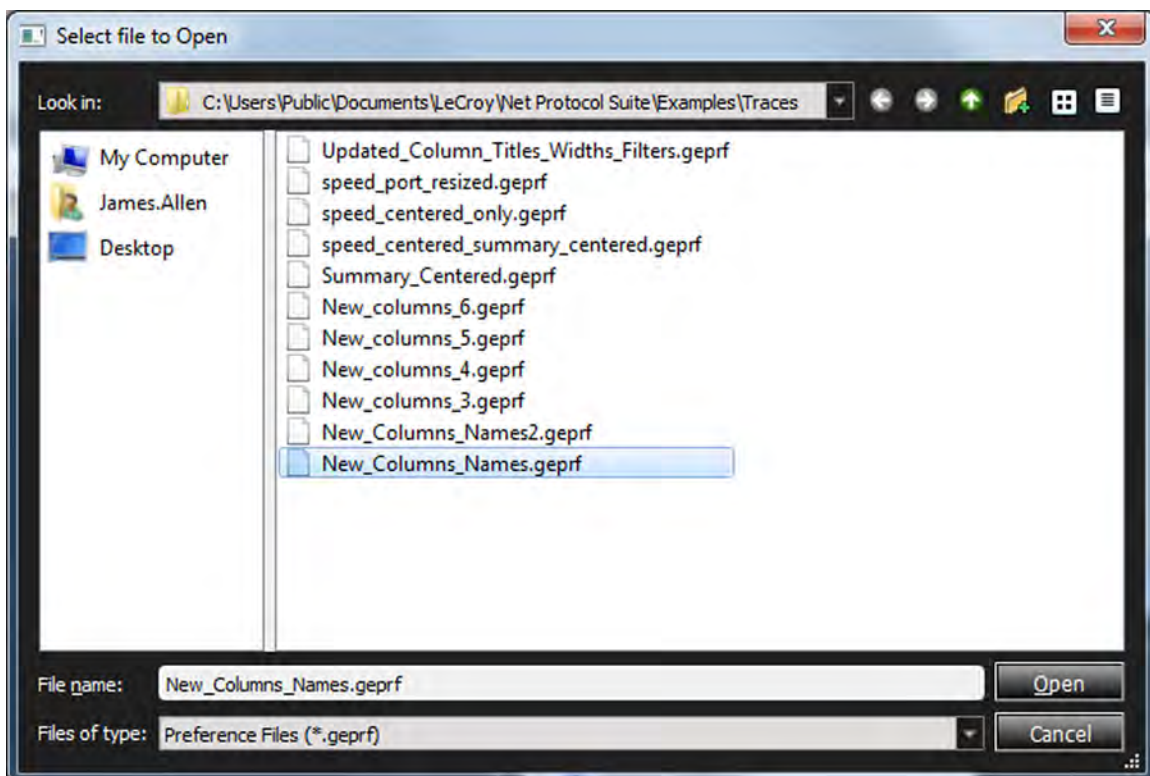 Select file to Open
Look in:
C:\Users\Public\Documents\LeCroy\Net Protocol Suite\Examples\Traces
My Computer
James.Allen
Desktop
Updated_Column_Titles_Widths_Filters.geprf
speed_port_resized.geprf
speed_centered_only.geprf
speed_centered_summary_centered.geprf
Summary_Centered.geprf
New_columns_6.geprf
New_columns_5.geprf
New_columns_4.geprf
New_columns_3.geprf
New_Columns_Names2.geprf
New_Columns_Names.geprf
File name:
New_Columns_Names.geprf
Open
Files of type:
Preference Files (*.geprf)
Cancel